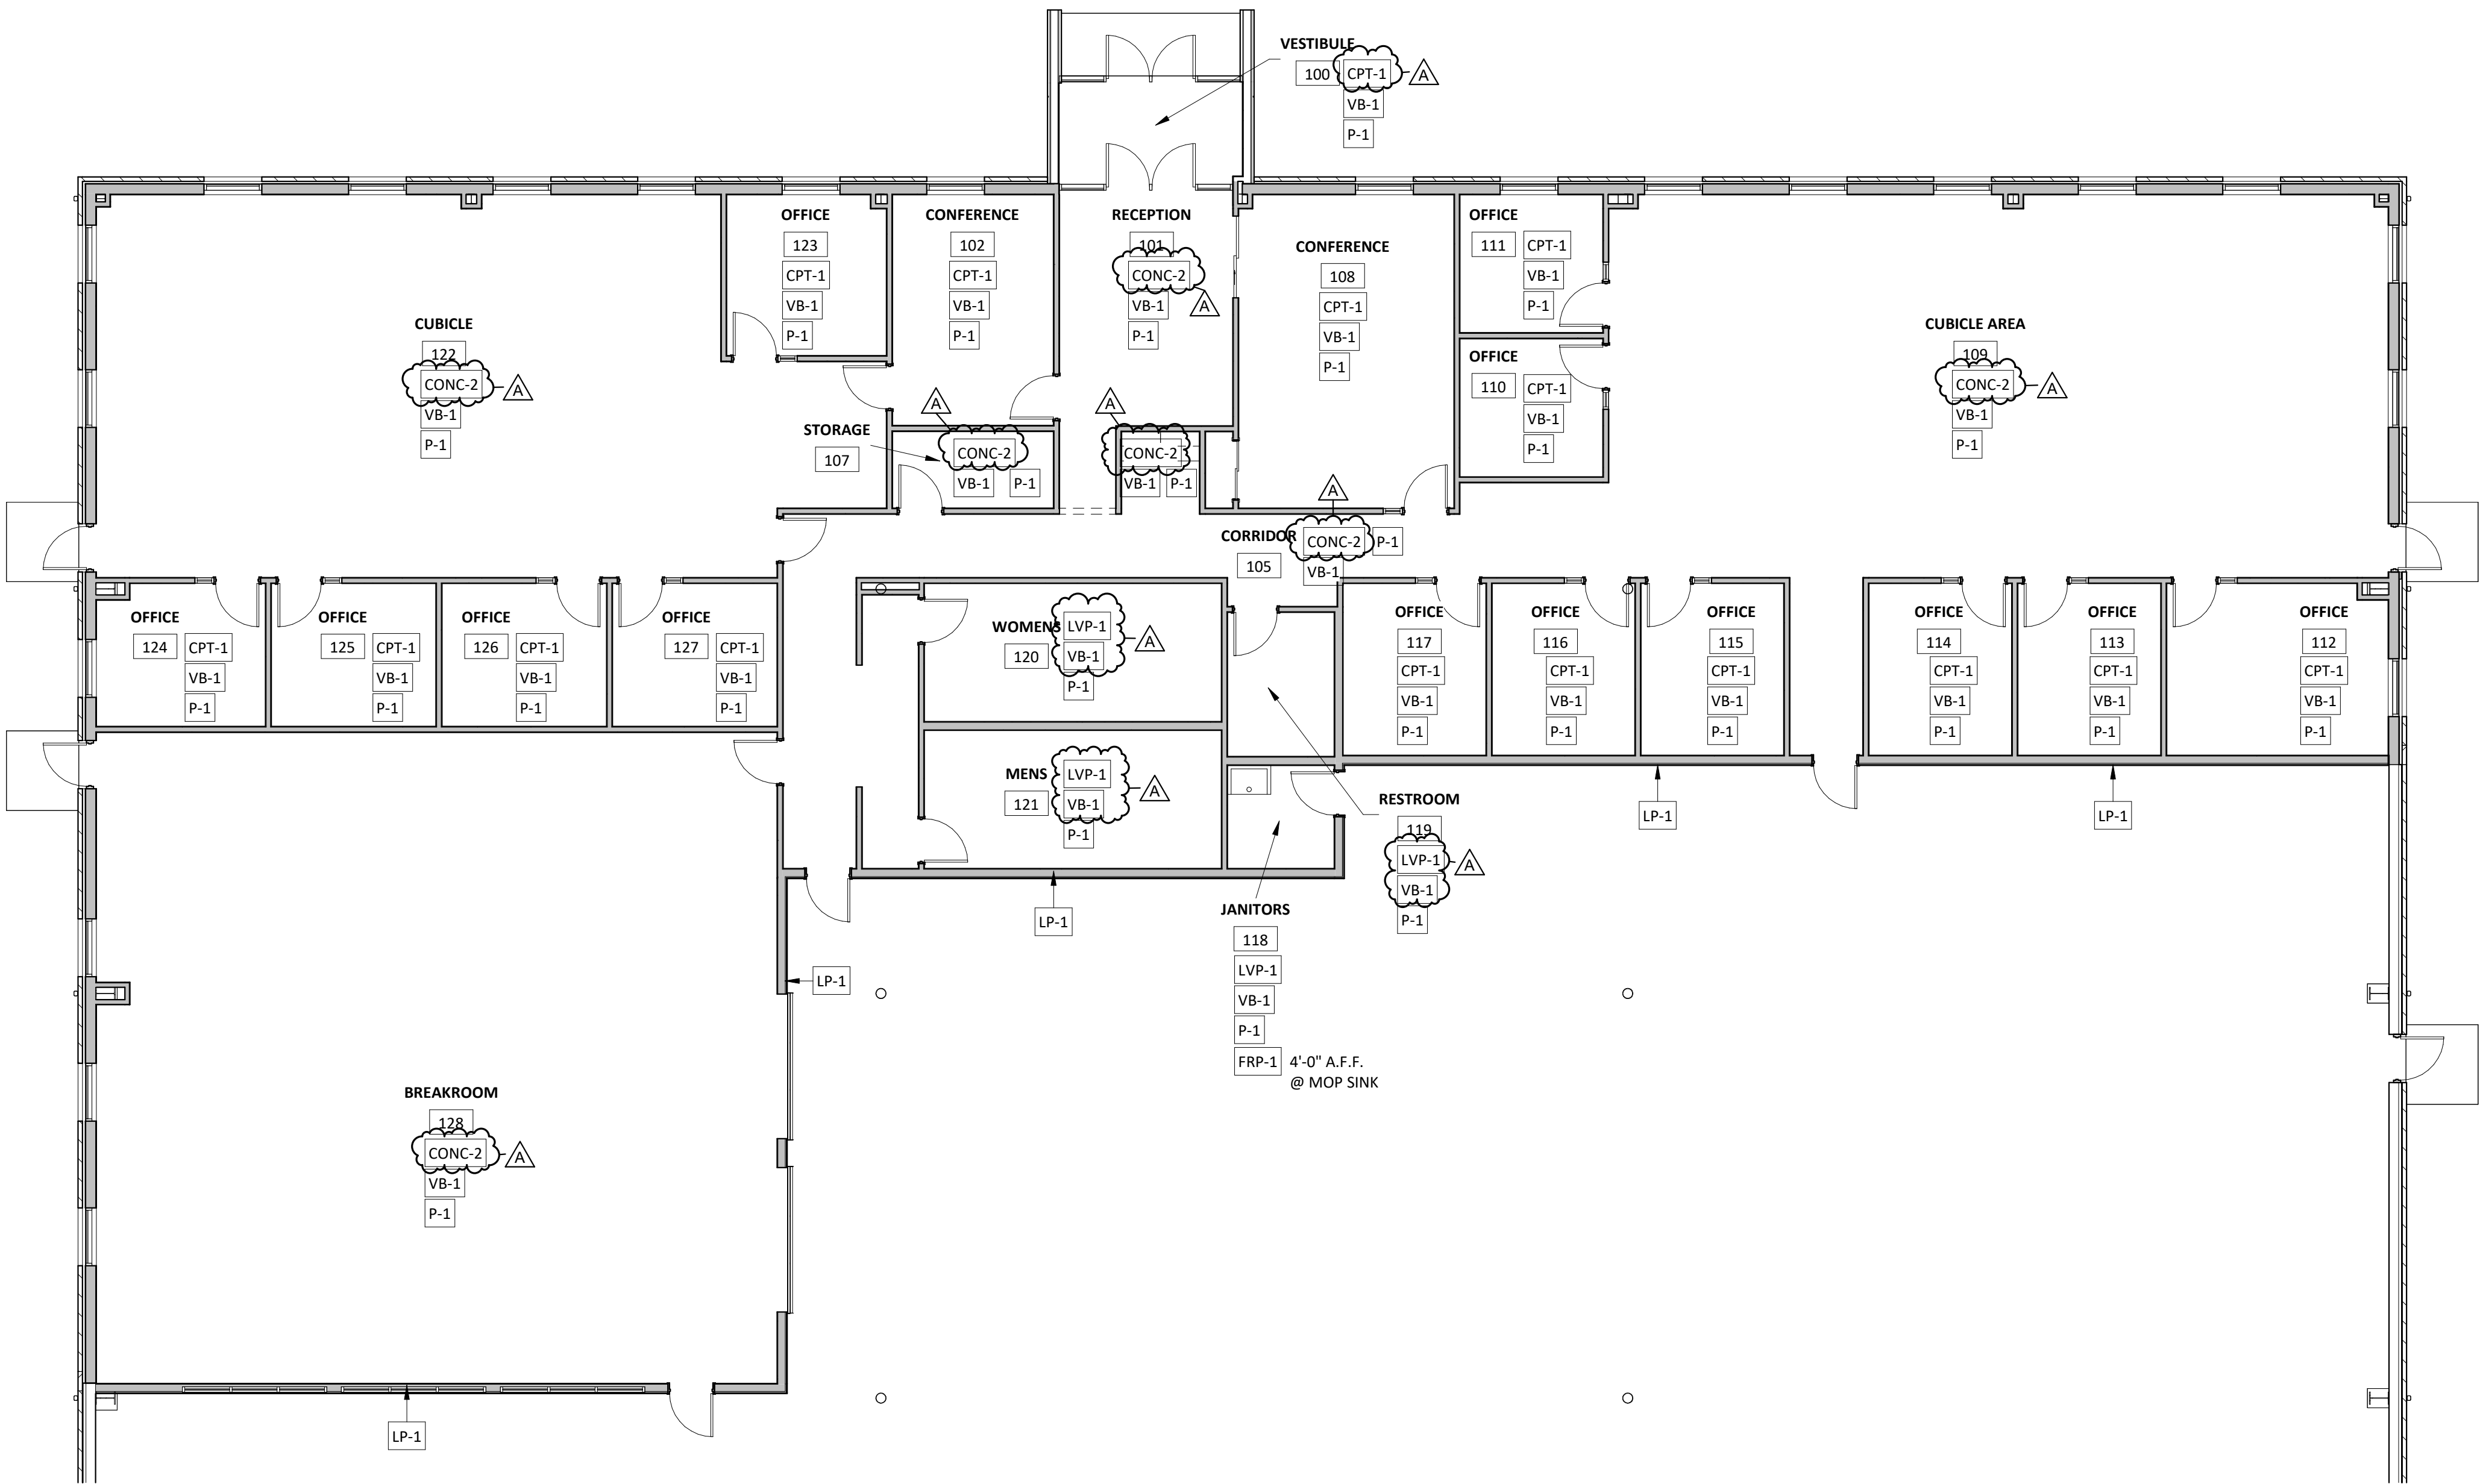 VESTIBULE
100 CPT-1 A
VB-1
P-1
OFFICE
123
CPT-1
VB-1
P-1
CONFERENCE
102
CPT-1
VB-1
P-1
RECEPTION
101
CONC-2
VB-1 A
P-1
CONFERENCE
108
CPT-1
VB-1
P-1
OFFICE
111 CPT-1
VB-1
P-1
OFFICE
110 CPT-1
VB-1
P-1
CUBICLE
122
CONC-2 A
VB-1
P-1
CUBICLE AREA
109
CONC-2 A
VB-1
P-1
STORAGE
107
A
CONC-2
VB-1 P-1
A
CONC-2
VB-1 P-1
A
CORRIDOR CONC-2 P-1
105 VB-1
OFFICE
124 CPT-1
VB-1
P-1
OFFICE
125 CPT-1
VB-1
P-1
OFFICE
126 CPT-1
VB-1
P-1
OFFICE
127 CPT-1
VB-1
P-1
WOMENS LVP-1 A
120 VB-1
P-1
MENS LVP-1 A
121 VB-1
P-1
OFFICE
117
CPT-1
VB-1
P-1
OFFICE
116
CPT-1
VB-1
P-1
OFFICE
115
CPT-1
VB-1
P-1
OFFICE
114
CPT-1
VB-1
P-1
OFFICE
113
CPT-1
VB-1
P-1
OFFICE
112
CPT-1
VB-1
P-1
RESTROOM
119
LVP-1 A
VB-1
P-1
LP-1
LP-1
LP-1
JANITORS
118
LVP-1
VB-1
P-1
FRP-1 4'-0" A.F.F.
@ MOP SINK
LP-1
BREAKROOM
128
CONC-2 A
VB-1
P-1
LP-1